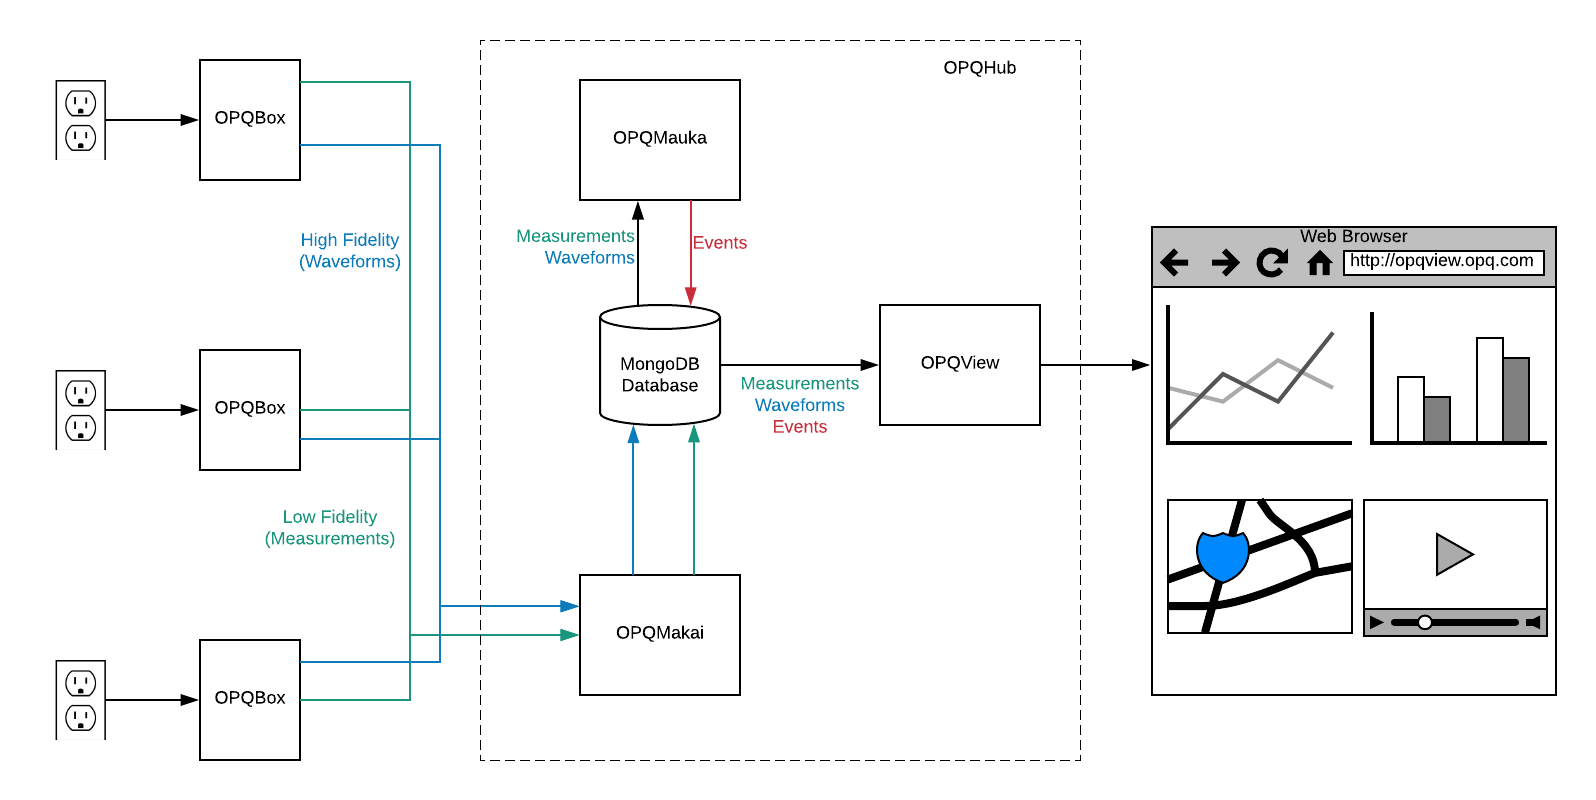 OPQHub
OPQBox
OPQMauka
High Fidelity
(Waveforms)
Measurements
Waveforms
Events
Web Browser
http://opqview.opq.com
OPQBox
MongoDB
Database
OPQView
Measurements
Waveforms
Events
Low Fidelity
(Measurements)
OPQMakai
OPQBox